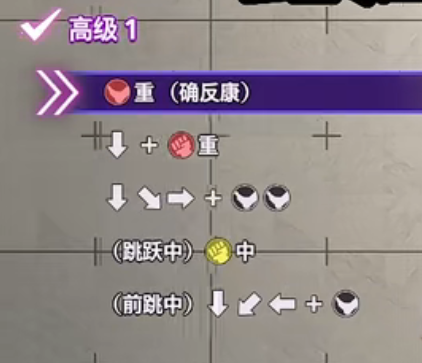 高级 1
重 (确反康)
⬇ + 重
⬇ ↘ ➡ +
(跳跃中) 中
(前跳中) ⬇ ↙ ⬅ +